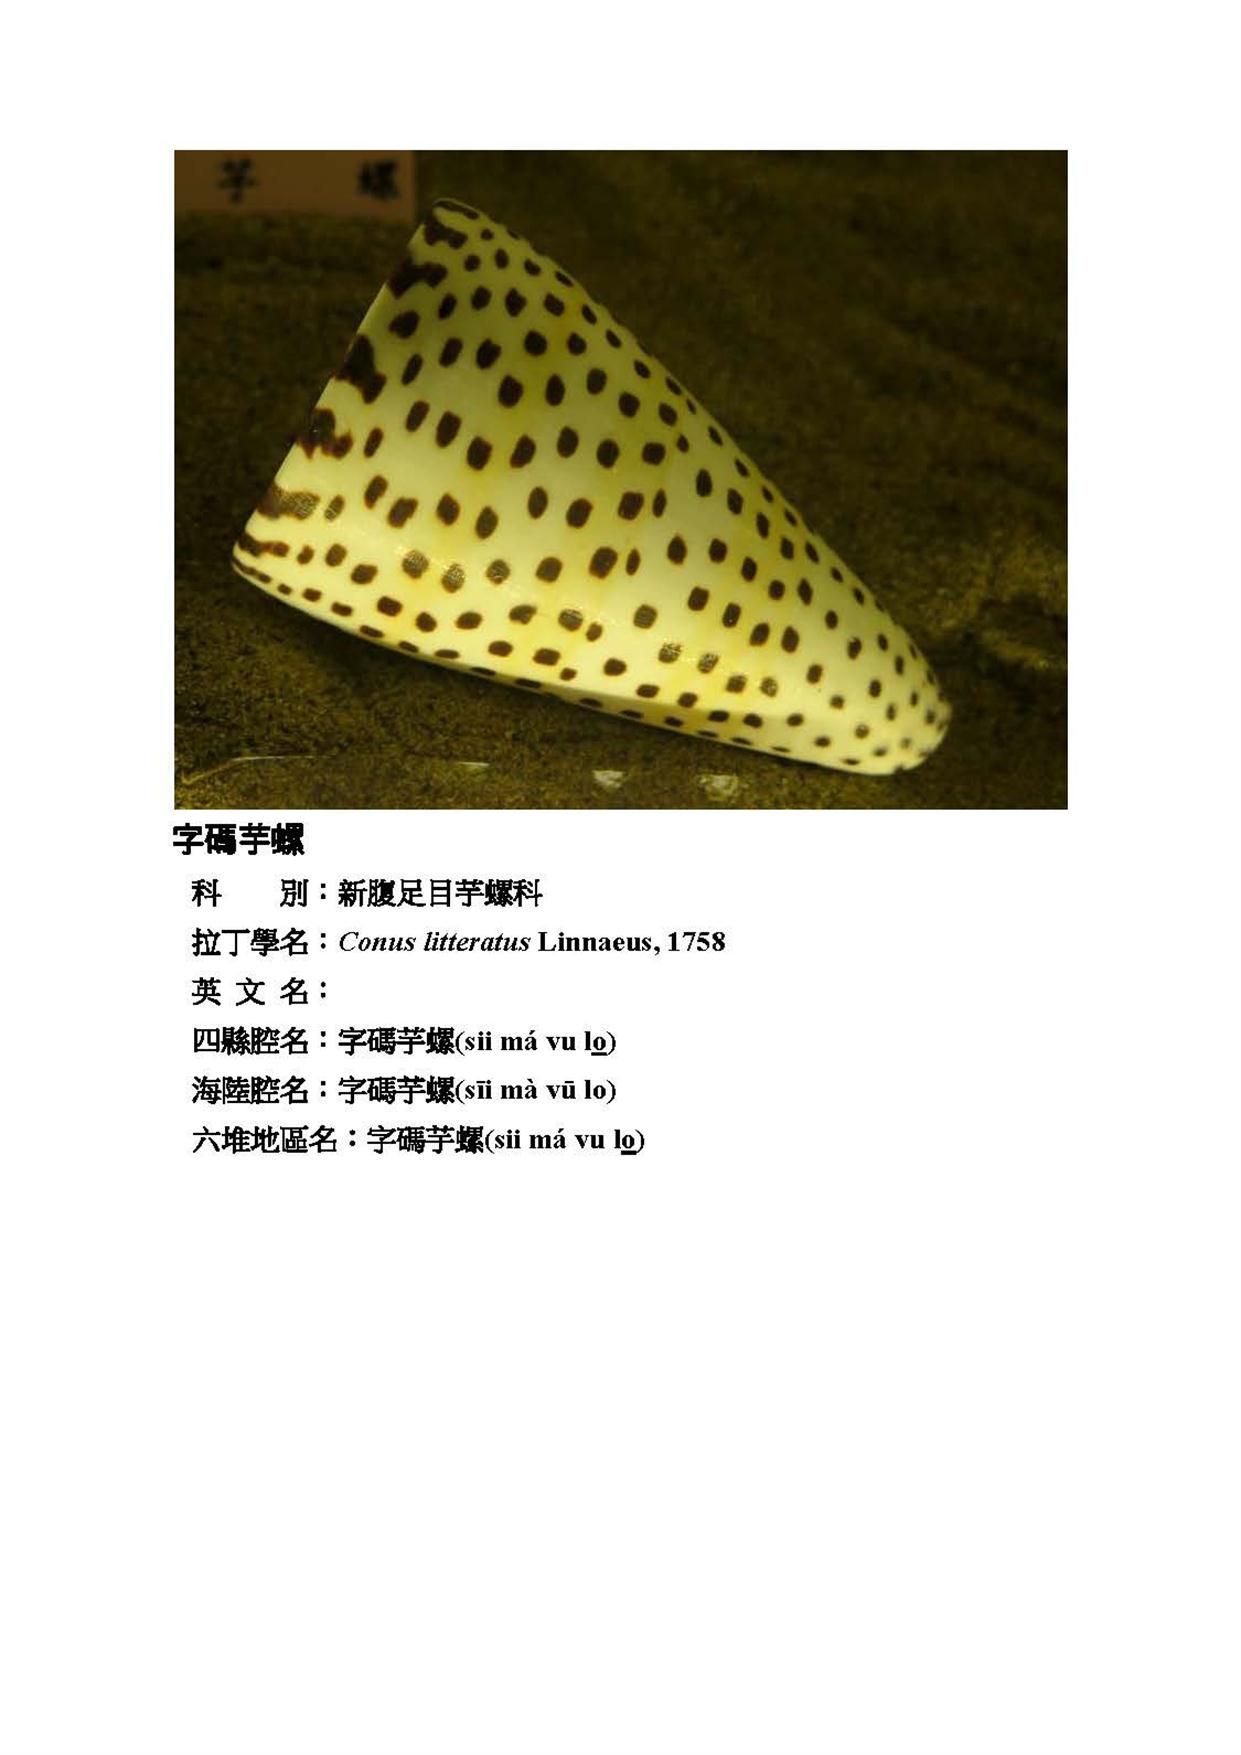 芋 螺
字碼芋螺
科 別：新腹足目芋螺科
拉丁學名：Conus litteratus Linnaeus, 1758
英 文 名：
四縣腔名：字碼芋螺(sii má vu lo)
海陸腔名：字碼芋螺(sīi mà vū lo)
六堆地區名：字碼芋螺(sii má vu lo)